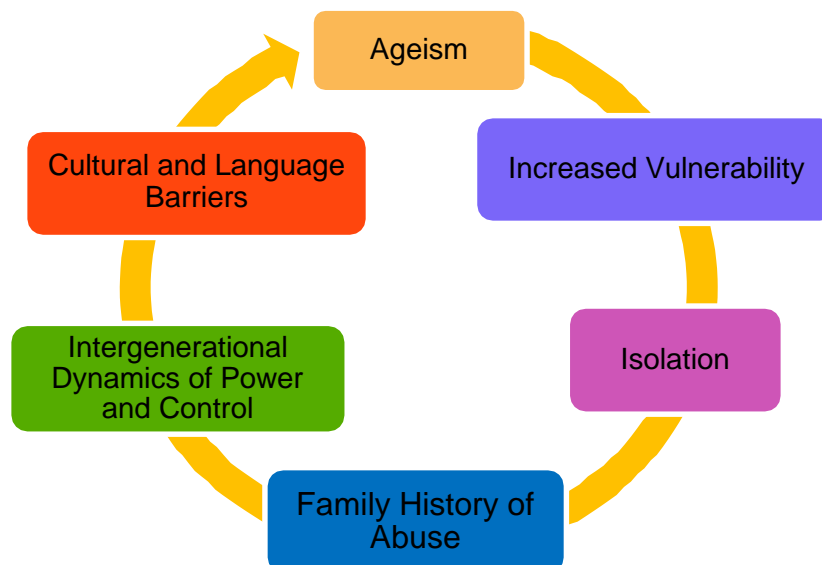 Ageism
Increased Vulnerability
Isolation
Family History of
Abuse
Intergenerational
Dynamics of Power
and Control
Cultural and Language
Barriers